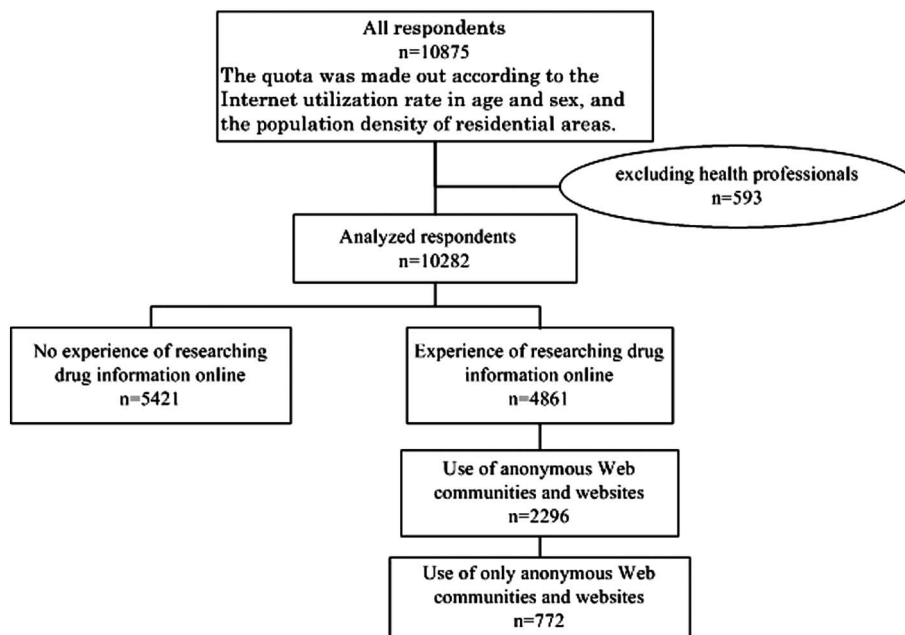 All respondents
n=10875
The quota was made out according to the
Internet utilization rate in age and sex, and
the population density of residential areas.
excluding health professionals
n=593
Analyzed respondents
n=10282
No experience of researching
drug information online
n=5421
Experience of researching drug
information online
n=4861
Use of anonymous Web
communities and websites
n=2296
Use of only anonymous Web
communities and websites
n=772